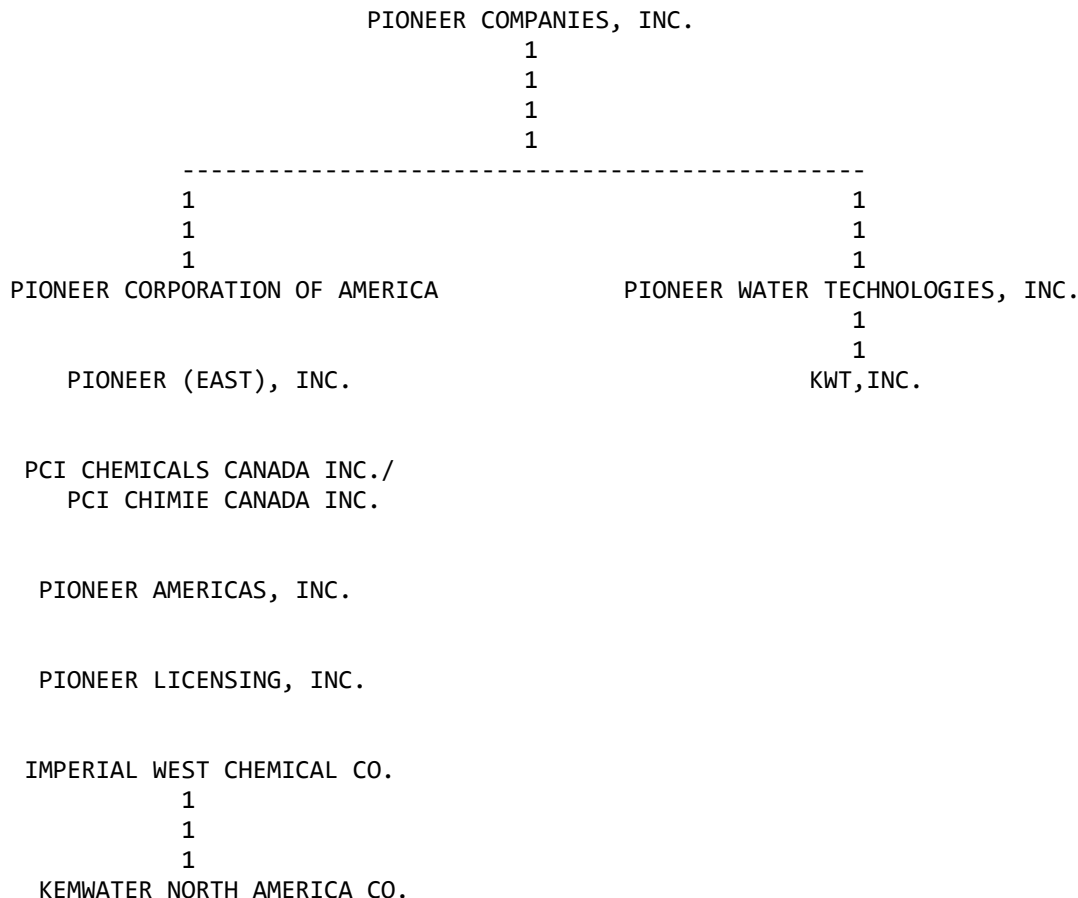 PIONEER COMPANIES, INC.
1
1
1
1
------------------------------------------------
1 1
1 1
1 1
PIONEER CORPORATION OF AMERICA PIONEER WATER TECHNOLOGIES, INC.
1
1
PIONEER (EAST), INC. KWT,INC.
PCI CHEMICALS CANADA INC./
PCI CHIMIE CANADA INC.
PIONEER AMERICAS, INC.
PIONEER LICENSING, INC.
IMPERIAL WEST CHEMICAL CO.
1
1
1
KEMWATER NORTH AMERICA CO.